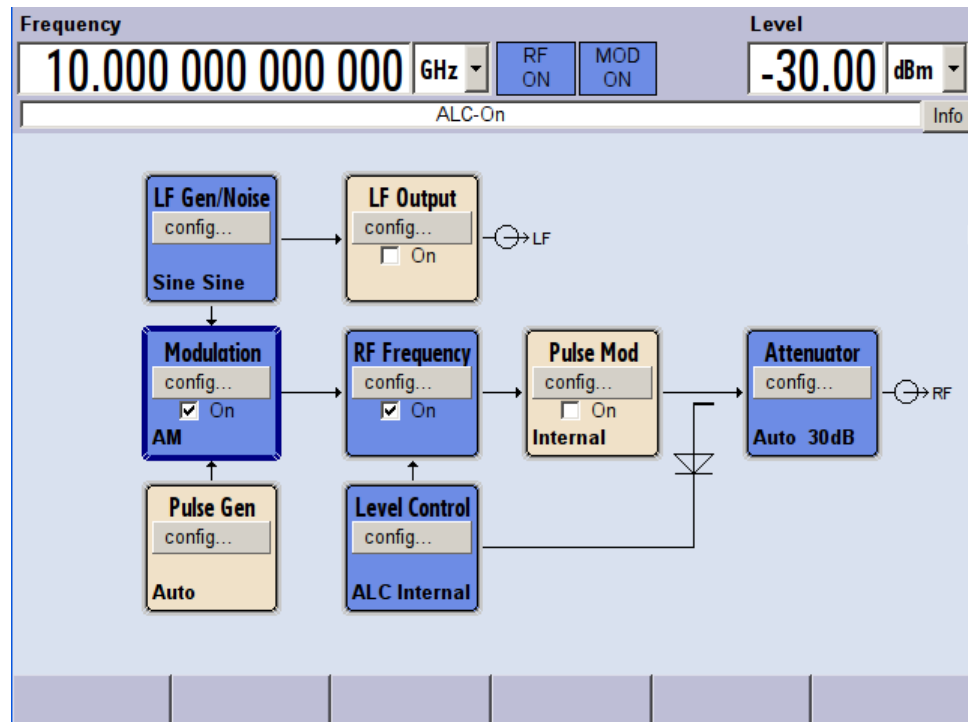 Frequency Level
10.000 000 000 000 GHz RF ON MOD ON -30.00 dBm
ALC-On Info
LF Gen/Noise LF Output
config... config...
On LF
Sine Sine
Modulation RF Frequency Pulse Mod Attenuator
config... config... config... config...
On On On RF
AM Internal Auto 30dB
Pulse Gen Level Control
config... config...
Auto ALC Internal